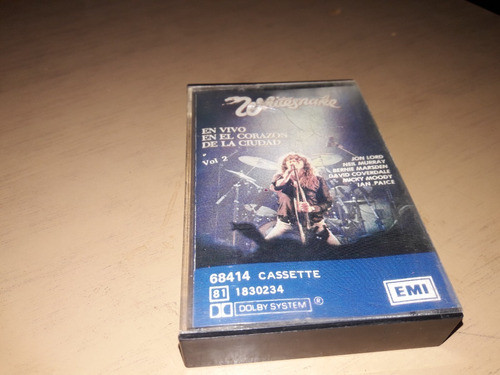 Whitesnake
EN VIVO
EN EL CORAZON
DE LA CIUDAD
Vol 2
JON LORD
NEIL MURRAY
BERNIE MARSDEN
DAVID COVERDALE
MICKY MOODY
IAN PAICE
68414 CASSETTE
81 1830234
DOLBY SYSTEM ®
EMI